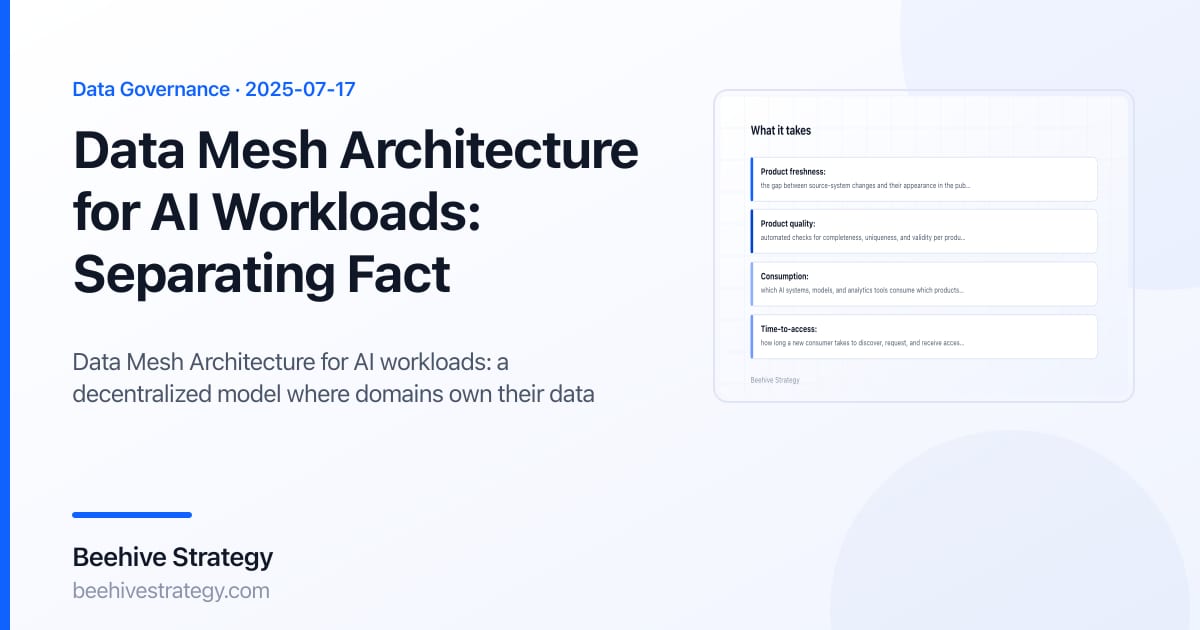 Data Governance · 2025-07-17
Data Mesh Architecture
for AI Workloads:
Separating Fact
Data Mesh Architecture for AI workloads: a
decentralized model where domains own their data
Beehive Strategy
beehivestrategy.com
What it takes
Product freshness:
the gap between source-system changes and their appearance in the pub...
Product quality:
automated checks for completeness, uniqueness, and validity per produ...
Consumption:
which AI systems, models, and analytics tools consume which products...
Time-to-access:
how long a new consumer takes to discover, request, and receive acces...
Beehive Strategy